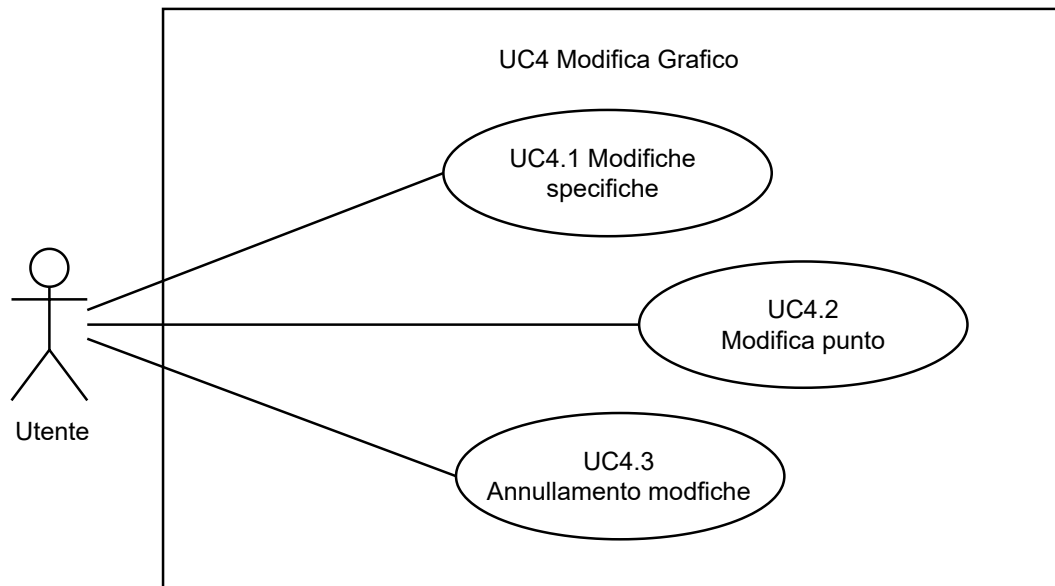 UC4 Modifica Grafico
UC4.1 Modifiche
specifiche
UC4.2
Modifica punto
Utente
UC4.3
Annullamento modfiche